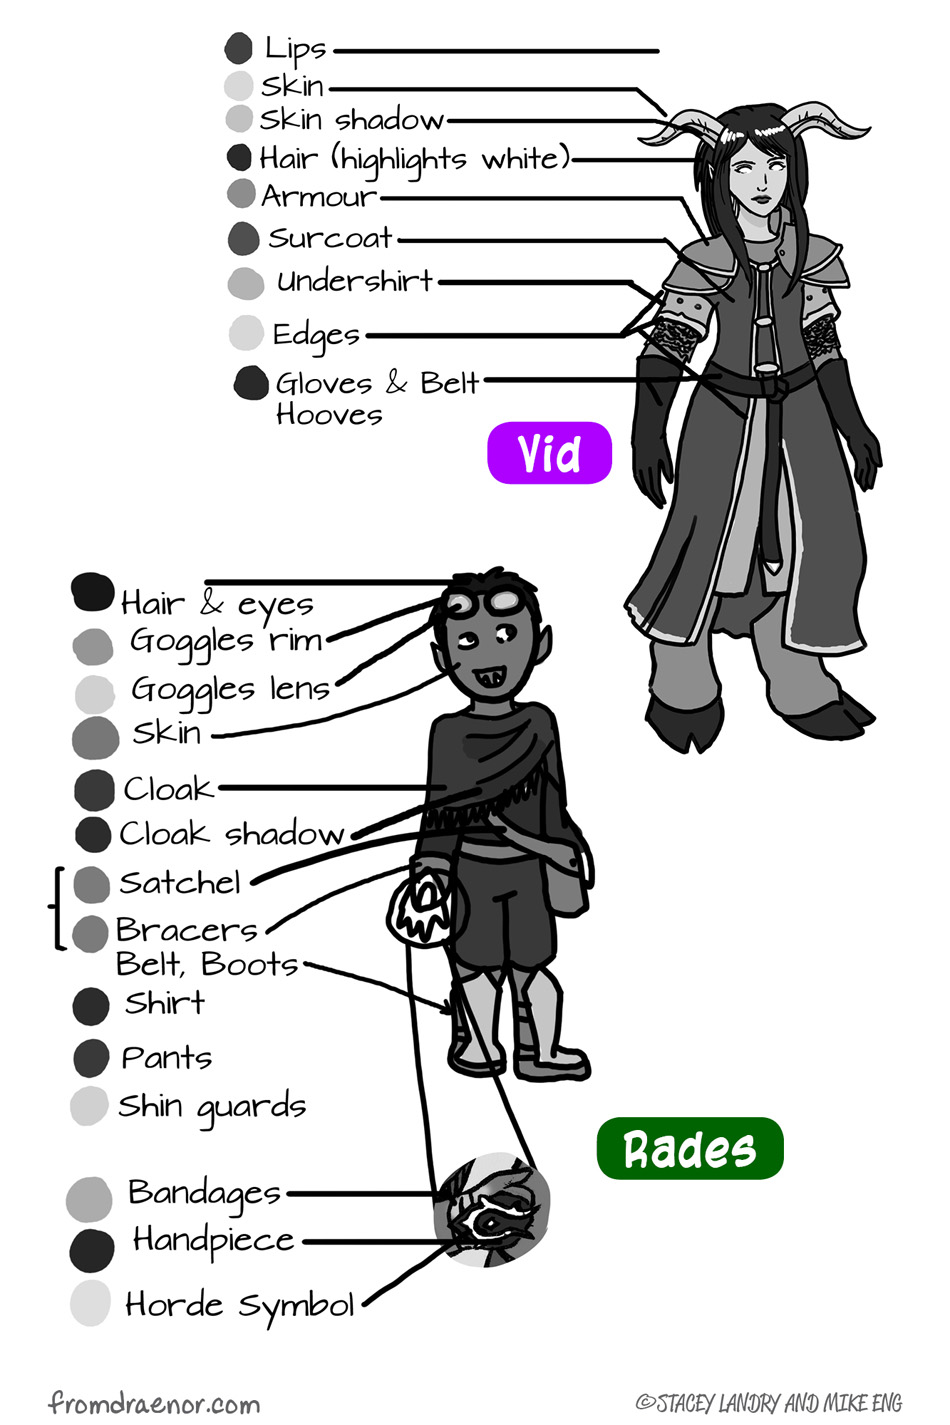 Lips
Skin
Skin shadow
Hair (highlights white)
Armour
Surcoat
Undershirt
Edges
Gloves & Belt
Hooves
Vid
Hair & eyes
Goggles rim
Goggles lens
Skin
Cloak
Cloak shadow
Satchel
Bracers
Belt, Boots
Shirt
Pants
Shin guards
Rades
Bandages
Handpiece
Horde Symbol
fromdraenor.com
©STACEY LANDRY AND MIKE ENG